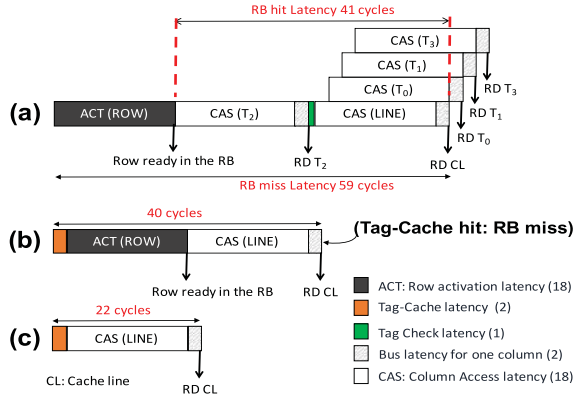 RB hit Latency 41 cycles
CAS (T3)
CAS (T1)
CAS (T0)
(a)
ACT (ROW)
CAS (T2)
CAS (LINE)
RD T3
RD T1
RD T0
Row ready in the RB
RD T2
RD CL
RB miss Latency 59 cycles
40 cycles
(Tag-Cache hit: RB miss)
(b)
ACT (ROW)
CAS (LINE)
Row ready in the RB
RD CL
22 cycles
(c)
CAS (LINE)
RD CL
CL: Cache line
ACT: Row activation latency (18)
Tag-Cache latency (2)
Tag Check latency (1)
Bus latency for one column (2)
CAS: Column Access latency (18)